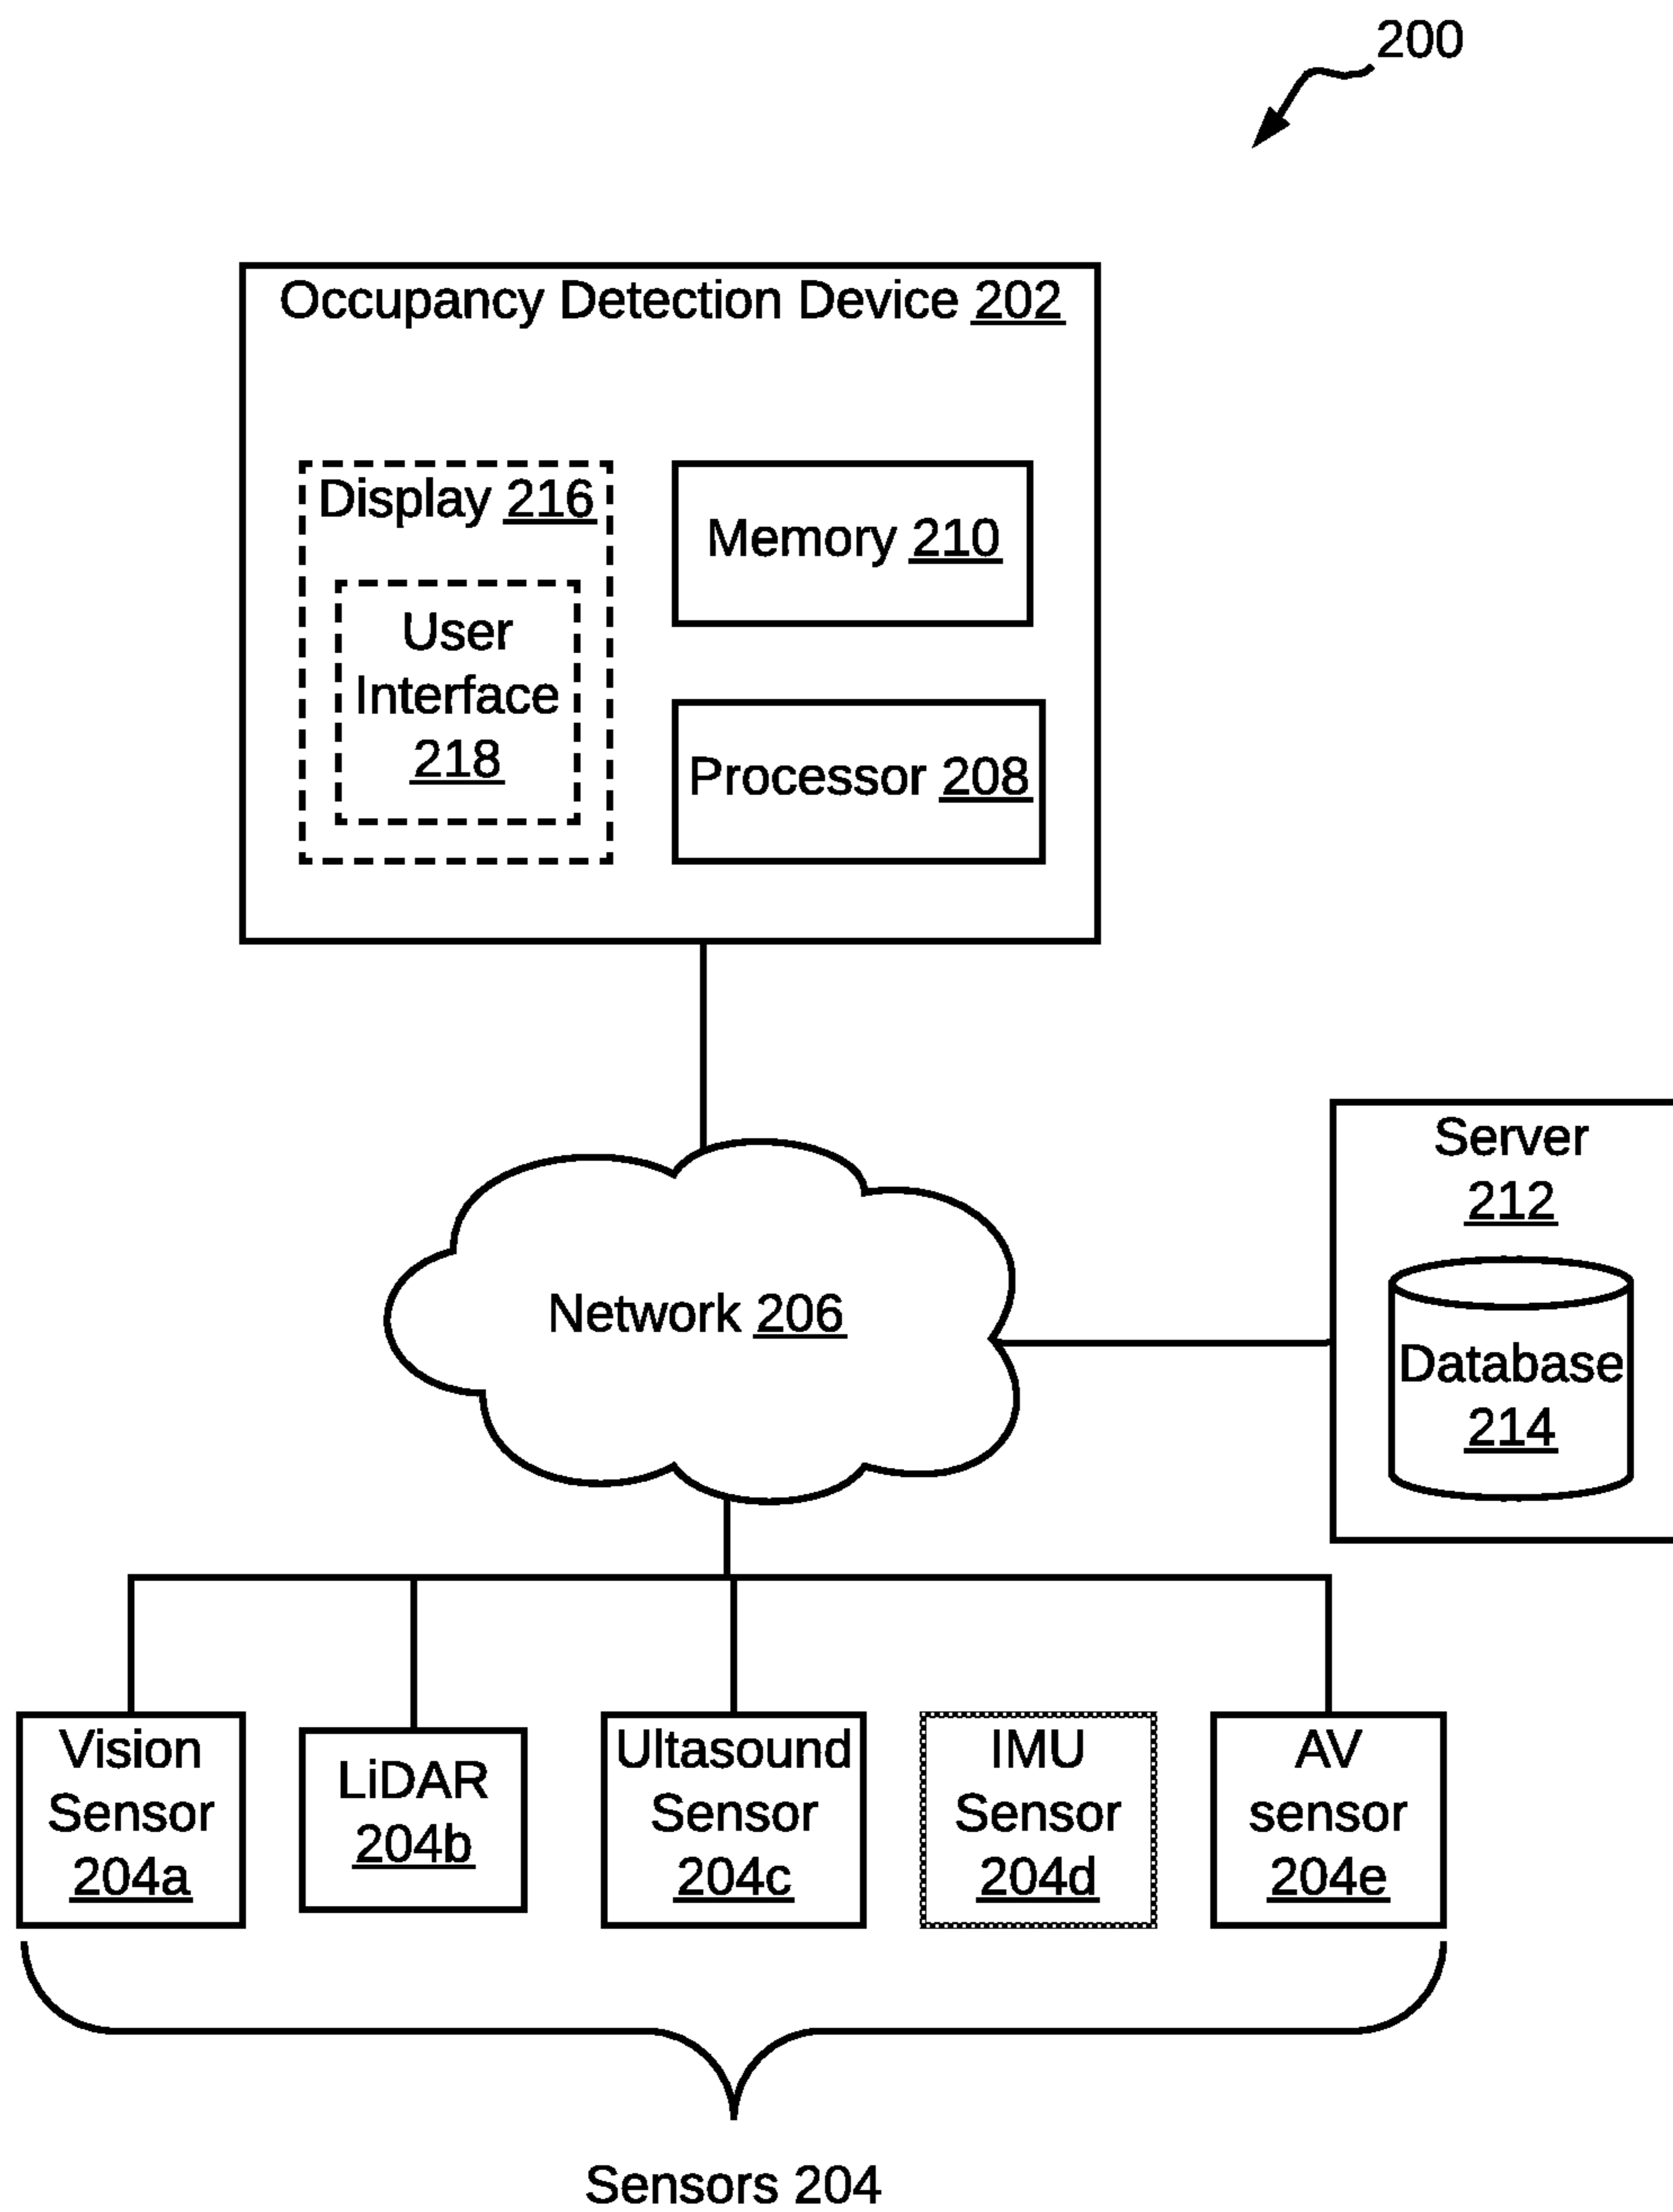 200
Occupancy Detection Device 202
Display 216
User
Interface
218
Memory 210
Processor 208
Network 206
Server
212
Database
214
Vision
Sensor
204a
LiDAR
204b
Ultasound
Sensor
204c
IMU
Sensor
204d
AV
sensor
204e
Sensors 204